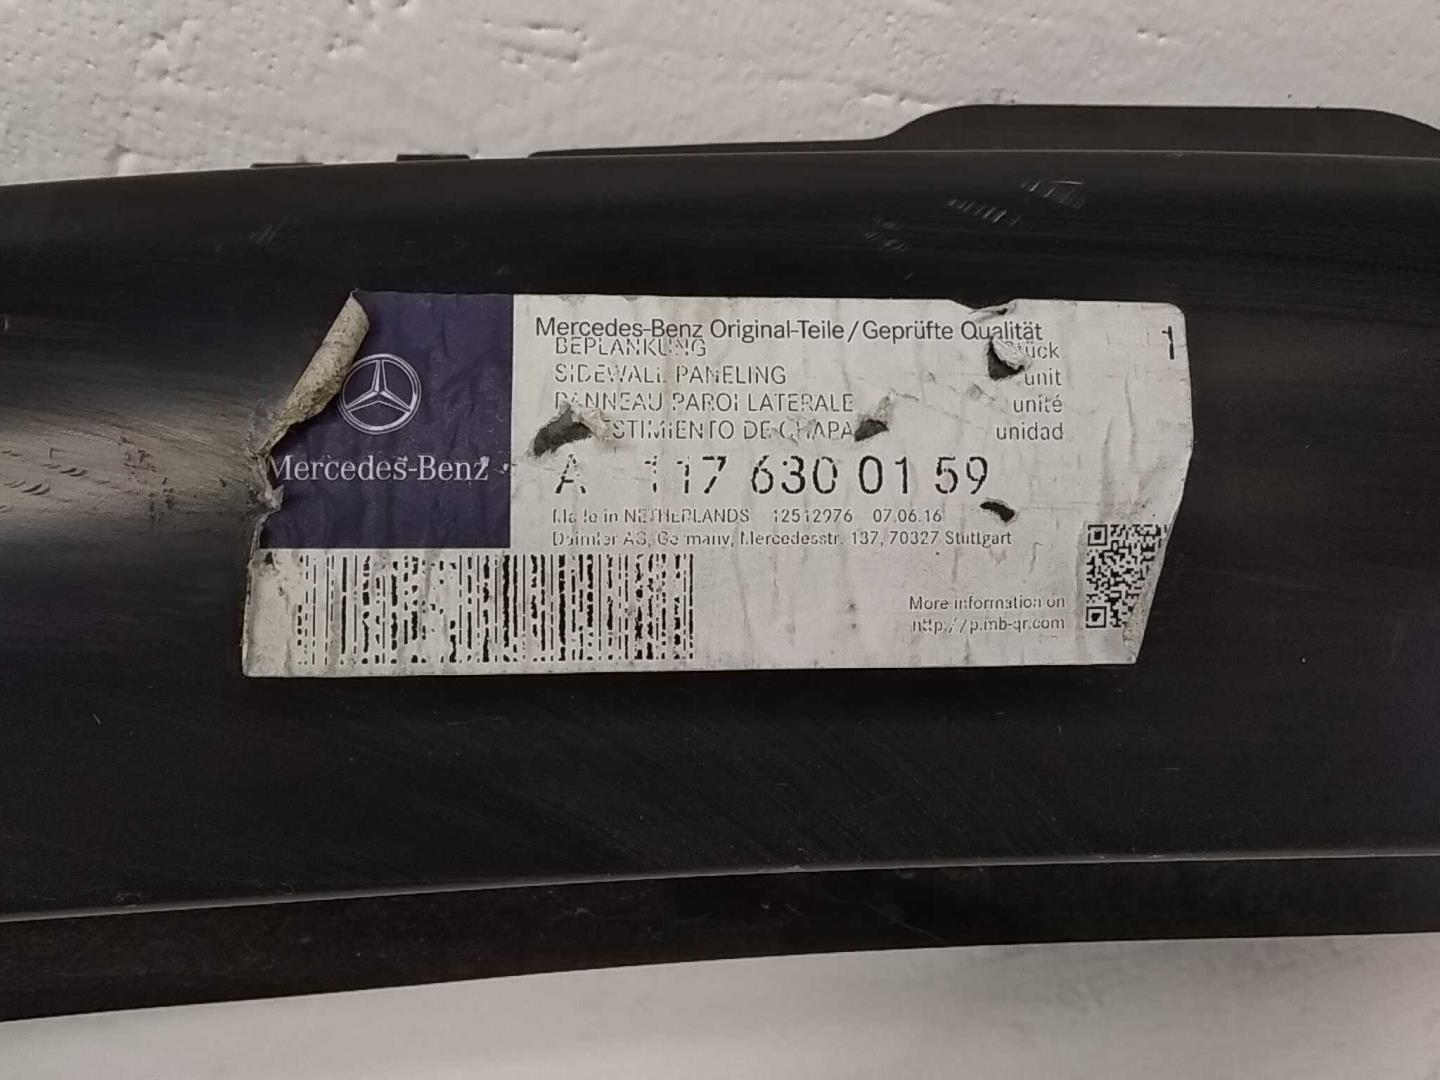 Mercedes-Benz
Mercedes-Benz Original-Teile/Geprüfte Qualität
BEPLANKUNG Stück 1
SIDEWALL PANELING unit
PANNEAU PAROI LATERALE unité
ESTIMIENTO DE CHAPA unidad
A 117 630 01 59
Made in NETHERLANDS 12512976 07.06.16
Daimler AG, Germany, Mercedesstr. 137, 70327 Stuttgart
More information on
http://p.mb-qr.com